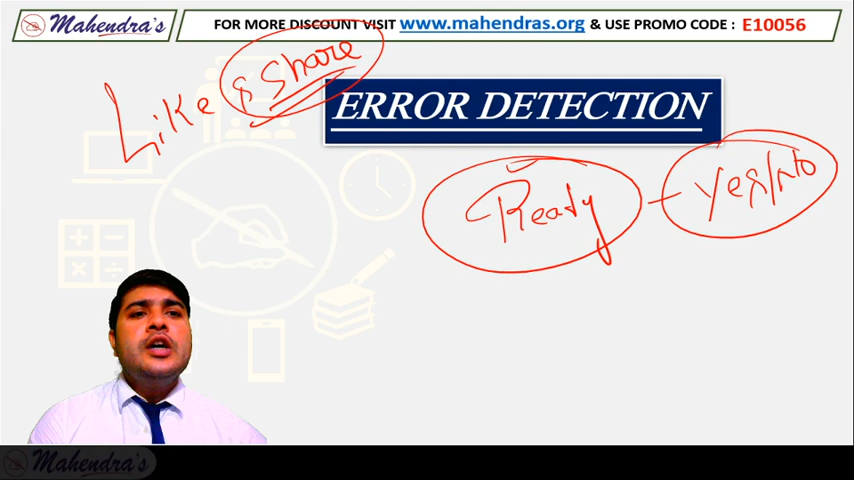 Mahendra's
FOR MORE DISCOUNT VISIT www.mahendras.org & USE PROMO CODE : E10056
Like & Share
ERROR DETECTION
Ready - Yes/No
Mahendra's